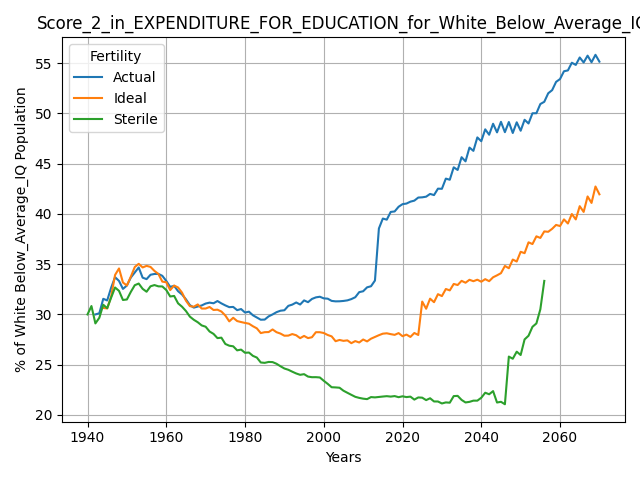 Score_2_in_EXPENDITURE_FOR_EDUCATION_for_White_Below_Average_IQ
Fertility
Actual
Ideal
Sterile
% of White Below_Average_IQ Population
55
50
45
40
35
30
25
20
1940 1960 1980 2000 2020 2040 2060
Years